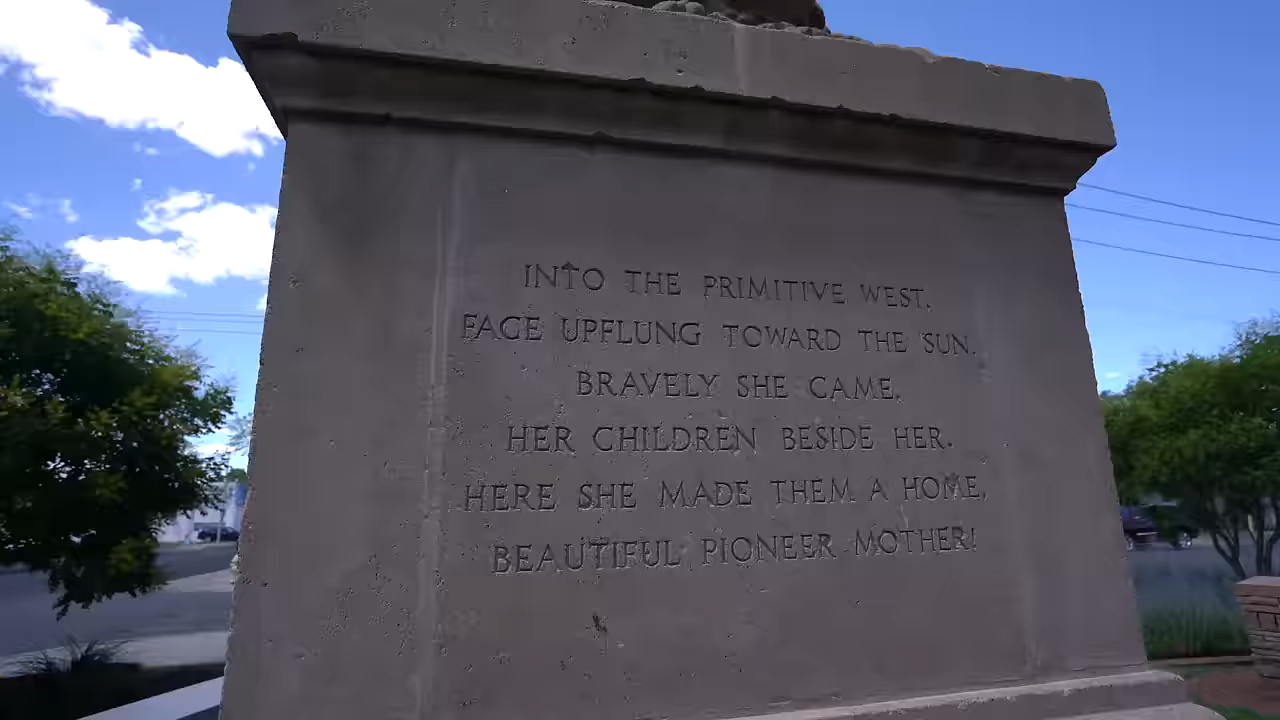 INTO THE PRIMITIVE WEST,
FACE UPFLUNG TOWARD THE SUN,
BRAVELY SHE CAME,
HER CHILDREN BESIDE HER.
HERE SHE MADE THEM A HOME,
BEAUTIFUL PIONEER MOTHER!